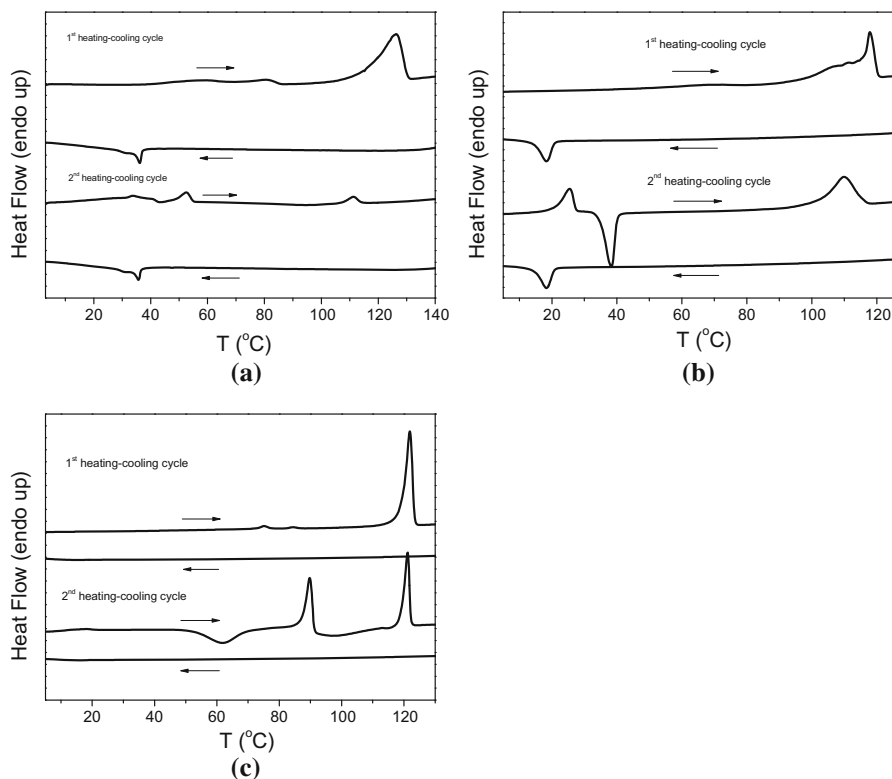 1st heating-cooling cycle
2nd heating-cooling cycle
Heat Flow (endo up)
20 40 60 80 100 120 140
T (°C)
(a)
1st heating-cooling cycle
2nd heating-cooling cycle
Heat Flow (endo up)
20 40 60 80 100 120
T (°C)
(b)
1st heating-cooling cycle
2nd heating-cooling cycle
Heat Flow (endo up)
20 40 60 80 100 120
T (°C)
(c)